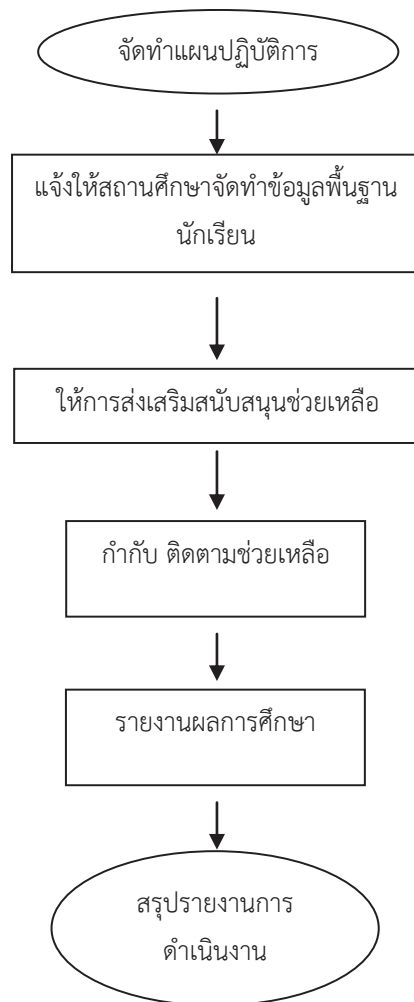 จัดทำแผนปฏิบัติการ
แจ้งให้สถานศึกษาจัดทำข้อมูลพื้นฐาน
นักเรียน
ให้การส่งเสริมสนับสนุนช่วยเหลือ
กำกับ ติดตามช่วยเหลือ
รายงานผลการศึกษา
สรุปรายงานการ
ดำเนินงาน